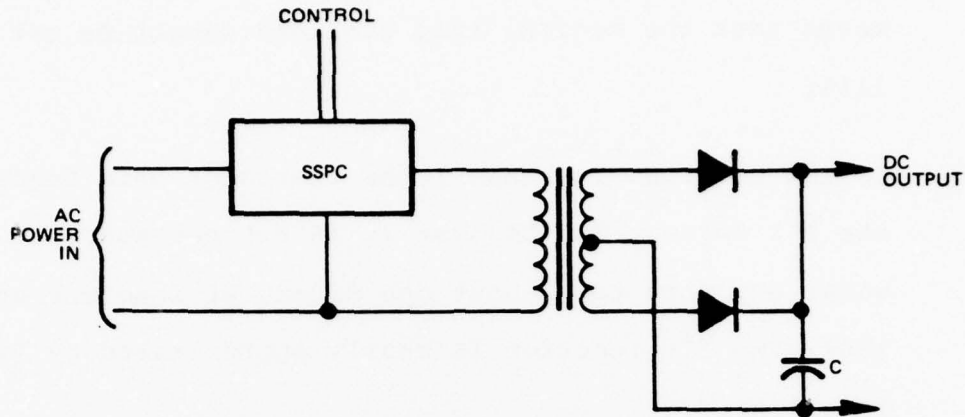 CONTROL
SSPC
AC
POWER
IN
DC
OUTPUT
C